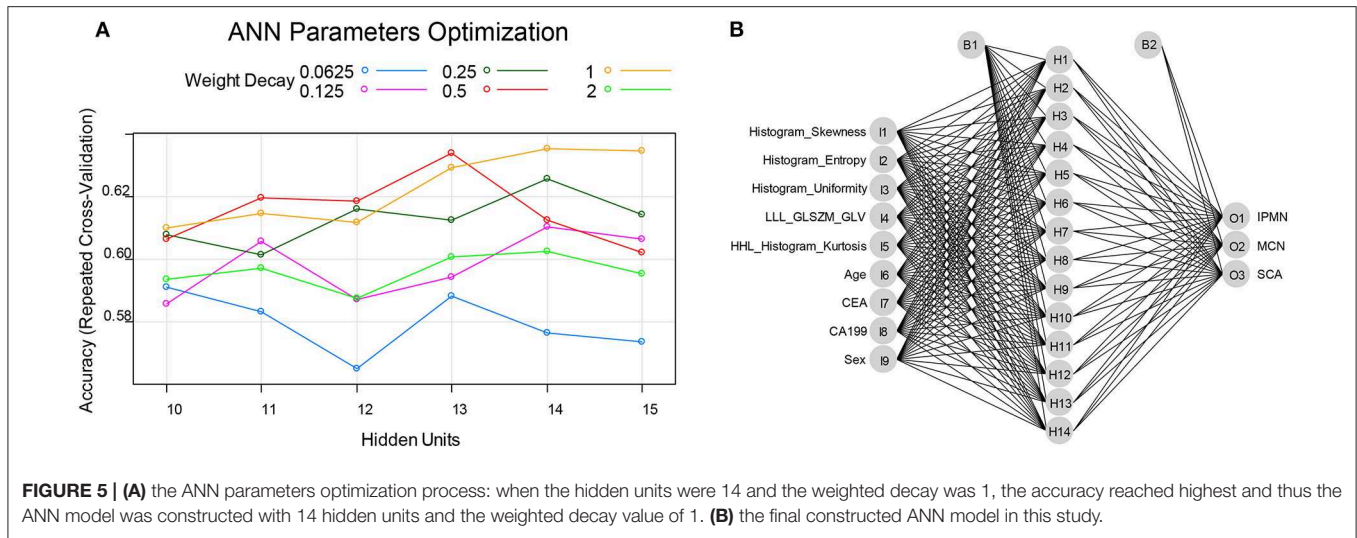 A
ANN Parameters Optimization
Weight Decay
0.0625
0.25
1
0.125
0.5
2
Accuracy (Repeated Cross-Validation)
0.62
0.60
0.58
10
11
12
13
14
15
Hidden Units
B
B1
B2
Histogram_Skewness I1
Histogram_Entropy I2
Histogram_Uniformity I3
LLL_GLSZM_GLV I4
HHL_Histogram_Kurtosis I5
Age I6
CEA I7
CA199 I8
Sex I9
H1
H2
H3
H4
H5
H6
H7
H8
H9
H10
H11
H12
H13
H14
O1 IPMN
O2 MCN
O3 SCA
FIGURE 5 | (A) the ANN parameters optimization process: when the hidden units were 14 and the weighted decay was 1, the accuracy reached highest and thus the
ANN model was constructed with 14 hidden units and the weighted decay value of 1. (B) the final constructed ANN model in this study.